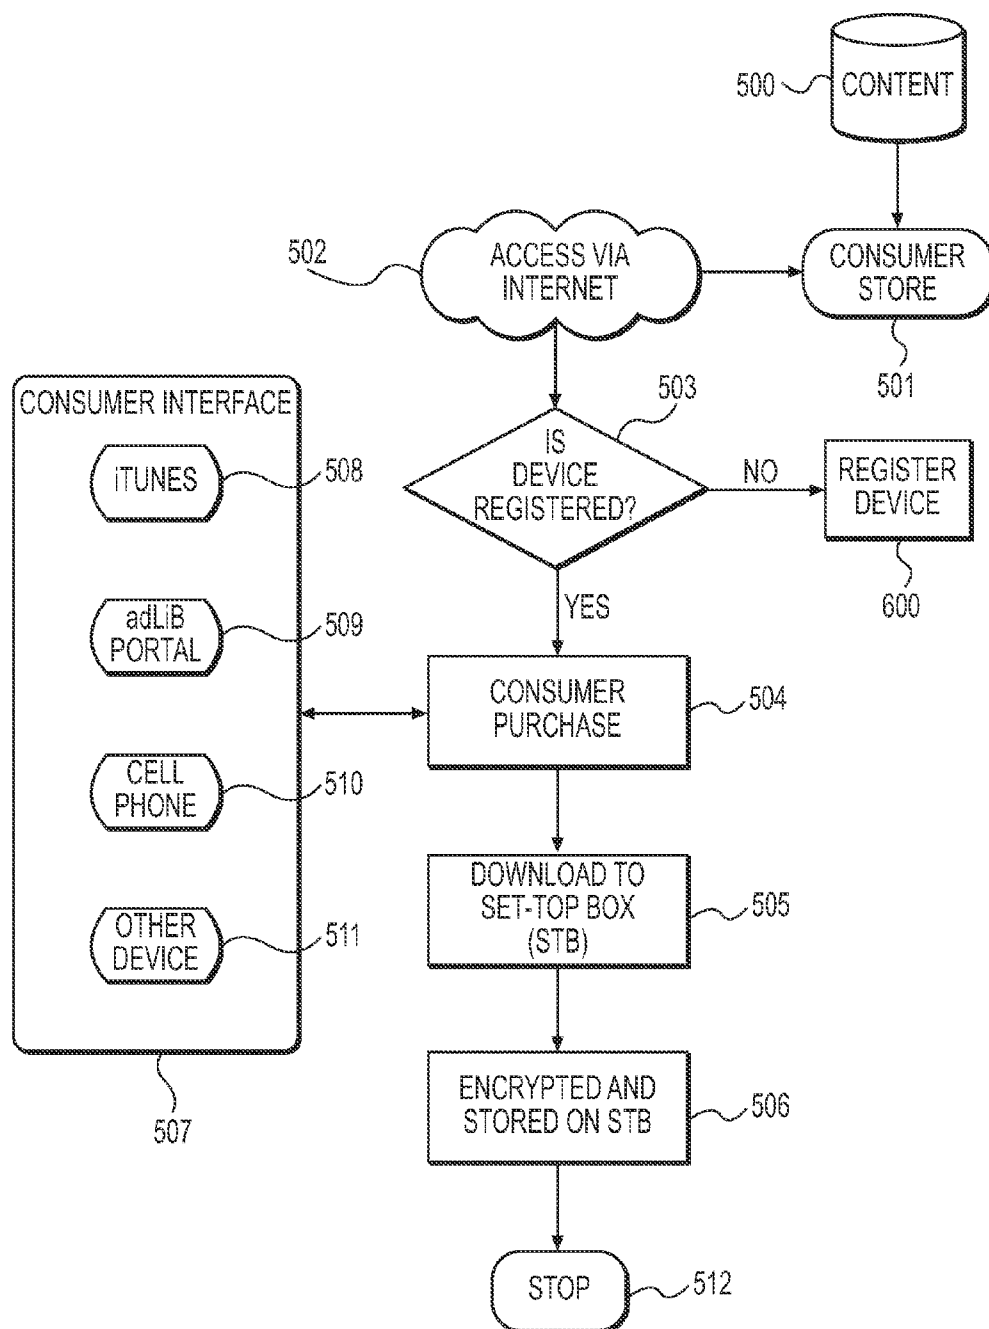 500
CONTENT
502
ACCESS VIA
INTERNET
CONSUMER
STORE
501
503
IS
DEVICE
REGISTERED?
NO
REGISTER
DEVICE
600
YES
CONSUMER INTERFACE
iTUNES
508
adLiB
PORTAL
509
CELL
PHONE
510
OTHER
DEVICE
511
507
CONSUMER
PURCHASE
504
DOWNLOAD TO
SET-TOP BOX
(STB)
505
ENCRYPTED AND
STORED ON STB
506
STOP
512